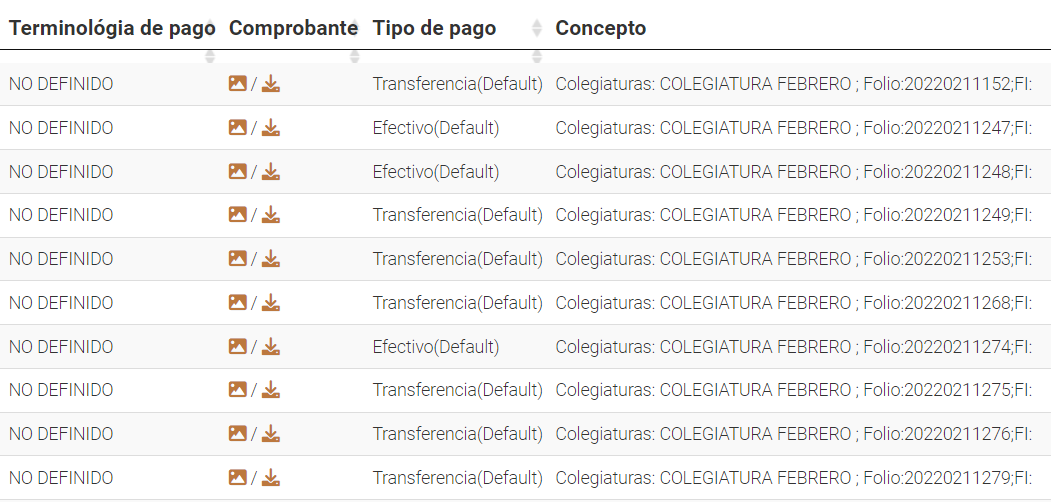 Terminológia de pago Comprobante Tipo de pago Concepto
NO DEFINIDO / Transferencia(Default) Colegiaturas: COLEGIATURA FEBRERO ; Folio:20220211152;FI:
NO DEFINIDO / Efectivo(Default) Colegiaturas: COLEGIATURA FEBRERO ; Folio:20220211247;FI:
NO DEFINIDO / Efectivo(Default) Colegiaturas: COLEGIATURA FEBRERO ; Folio:20220211248;FI:
NO DEFINIDO / Transferencia(Default) Colegiaturas: COLEGIATURA FEBRERO ; Folio:20220211249;FI:
NO DEFINIDO / Transferencia(Default) Colegiaturas: COLEGIATURA FEBRERO ; Folio:20220211253;FI:
NO DEFINIDO / Transferencia(Default) Colegiaturas: COLEGIATURA FEBRERO ; Folio:20220211268;FI:
NO DEFINIDO / Efectivo(Default) Colegiaturas: COLEGIATURA FEBRERO ; Folio:20220211274;FI:
NO DEFINIDO / Transferencia(Default) Colegiaturas: COLEGIATURA FEBRERO ; Folio:20220211275;FI:
NO DEFINIDO / Transferencia(Default) Colegiaturas: COLEGIATURA FEBRERO ; Folio:20220211276;FI:
NO DEFINIDO / Transferencia(Default) Colegiaturas: COLEGIATURA FEBRERO ; Folio:20220211279;FI: